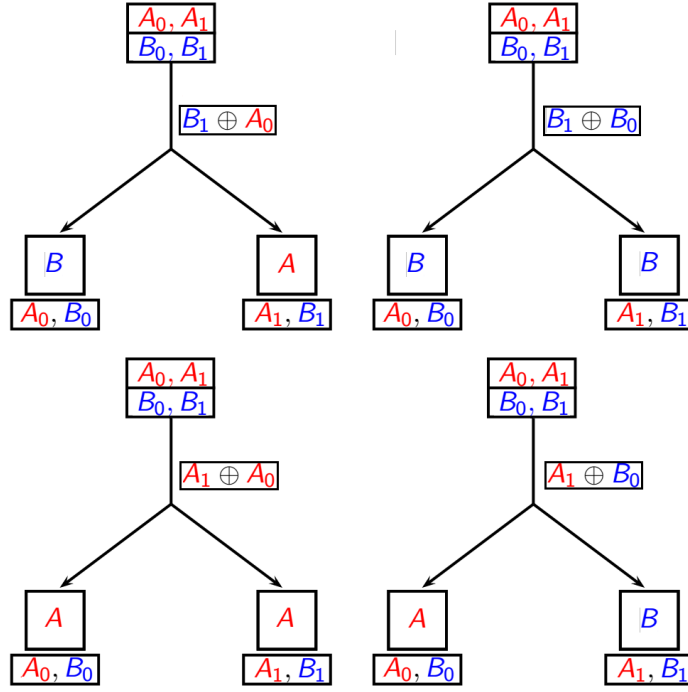 A₀, A₁
B₀, B₁
B₁ ⊕ A₀
B
A
A₀, B₀
A₁, B₁
A₀, A₁
B₀, B₁
B₁ ⊕ B₀
B
B
A₀, B₀
A₁, B₁
A₀, A₁
B₀, B₁
A₁ ⊕ A₀
A
A
A₀, B₀
A₁, B₁
A₀, A₁
B₀, B₁
A₁ ⊕ B₀
A
B
A₀, B₀
A₁, B₁